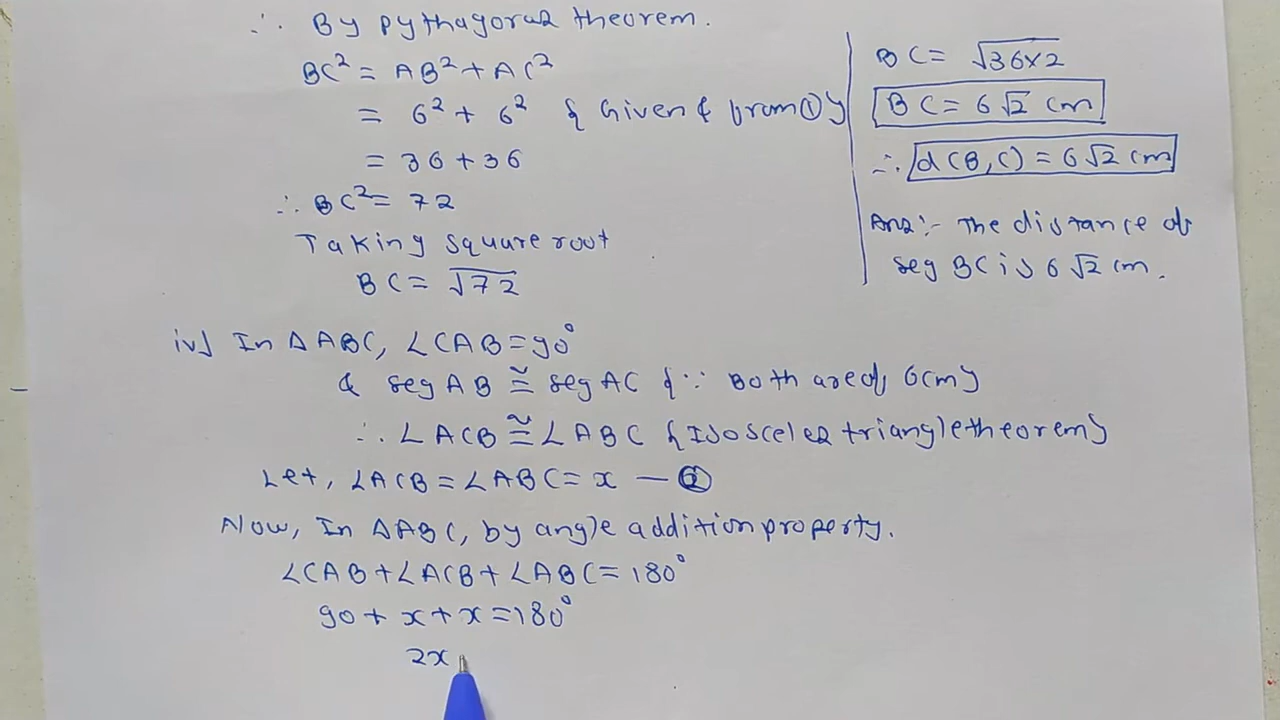 ∴ By pythagoras theorem.
BC² = AB² + AC²
= 6² + 6² { Given & from ① }
= 36 + 36
∴ BC² = 72
Taking square root
BC = √72
BC = √36×2
BC = 6√2 cm
∴ d(B,C) = 6√2 cm
Ans:- The distance of
seg BC is 6√2 cm.
iv) In △ABC, ∠CAB = 90°
& seg AB ≅ seg AC { ∵ Both are of 6cm }
∴ ∠ACB ≅ ∠ABC { Isosceles triangle theorem }
Let, ∠ACB = ∠ABC = x — ②
Now, In △ABC, by angle addition property.
∠CAB + ∠ACB + ∠ABC = 180°
90 + x + x = 180°
2x